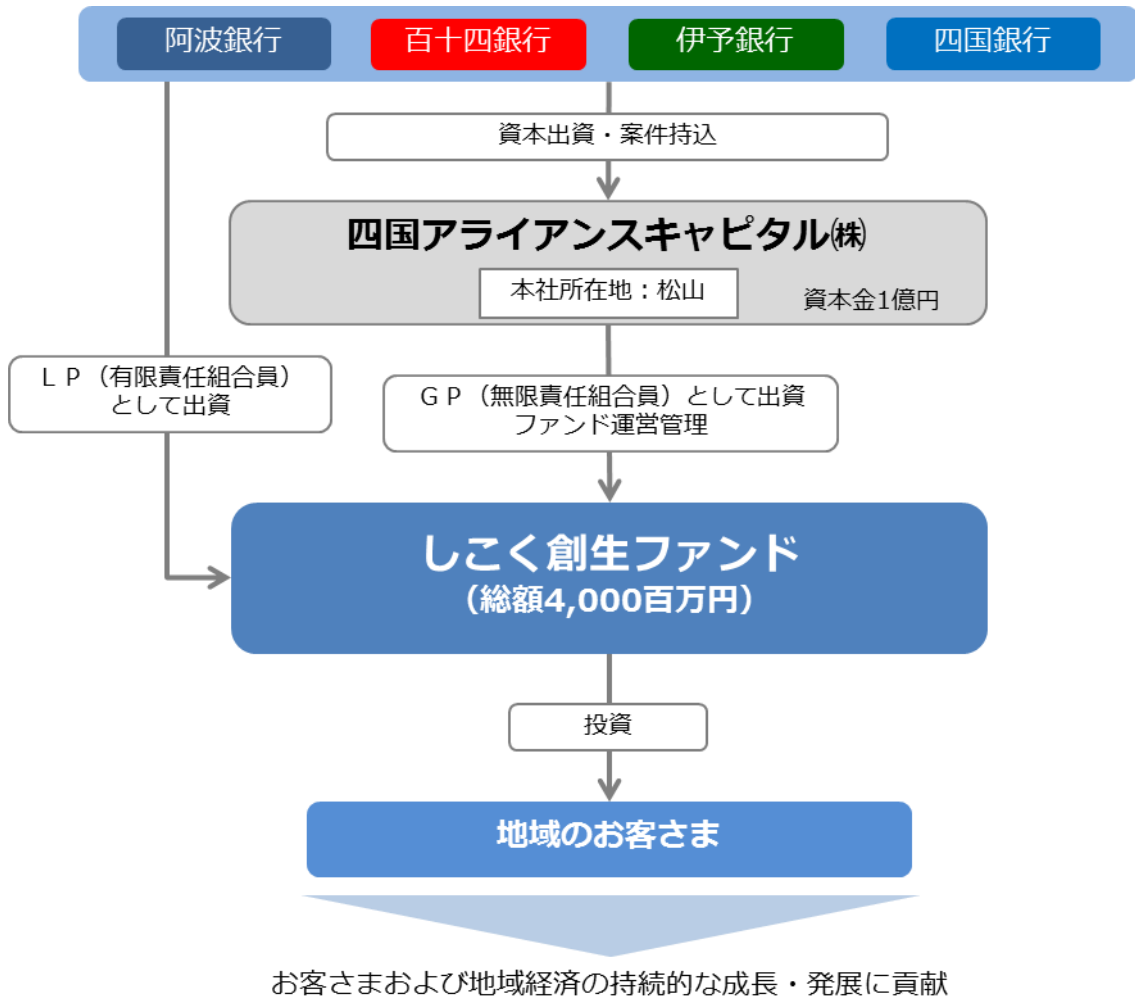 阿波銀行
百十四銀行
伊予銀行
四国銀行
資本出資・案件持込
四国アライアンスキャピタル㈱
本社所在地：松山
資本金1億円
ＬＰ（有限責任組合員）
として出資
ＧＰ（無限責任組合員）として出資
ファンド運営管理
しこく創生ファンド
（総額4,000百万円）
投資
地域のお客さま
お客さまおよび地域経済の持続的な成長・発展に貢献